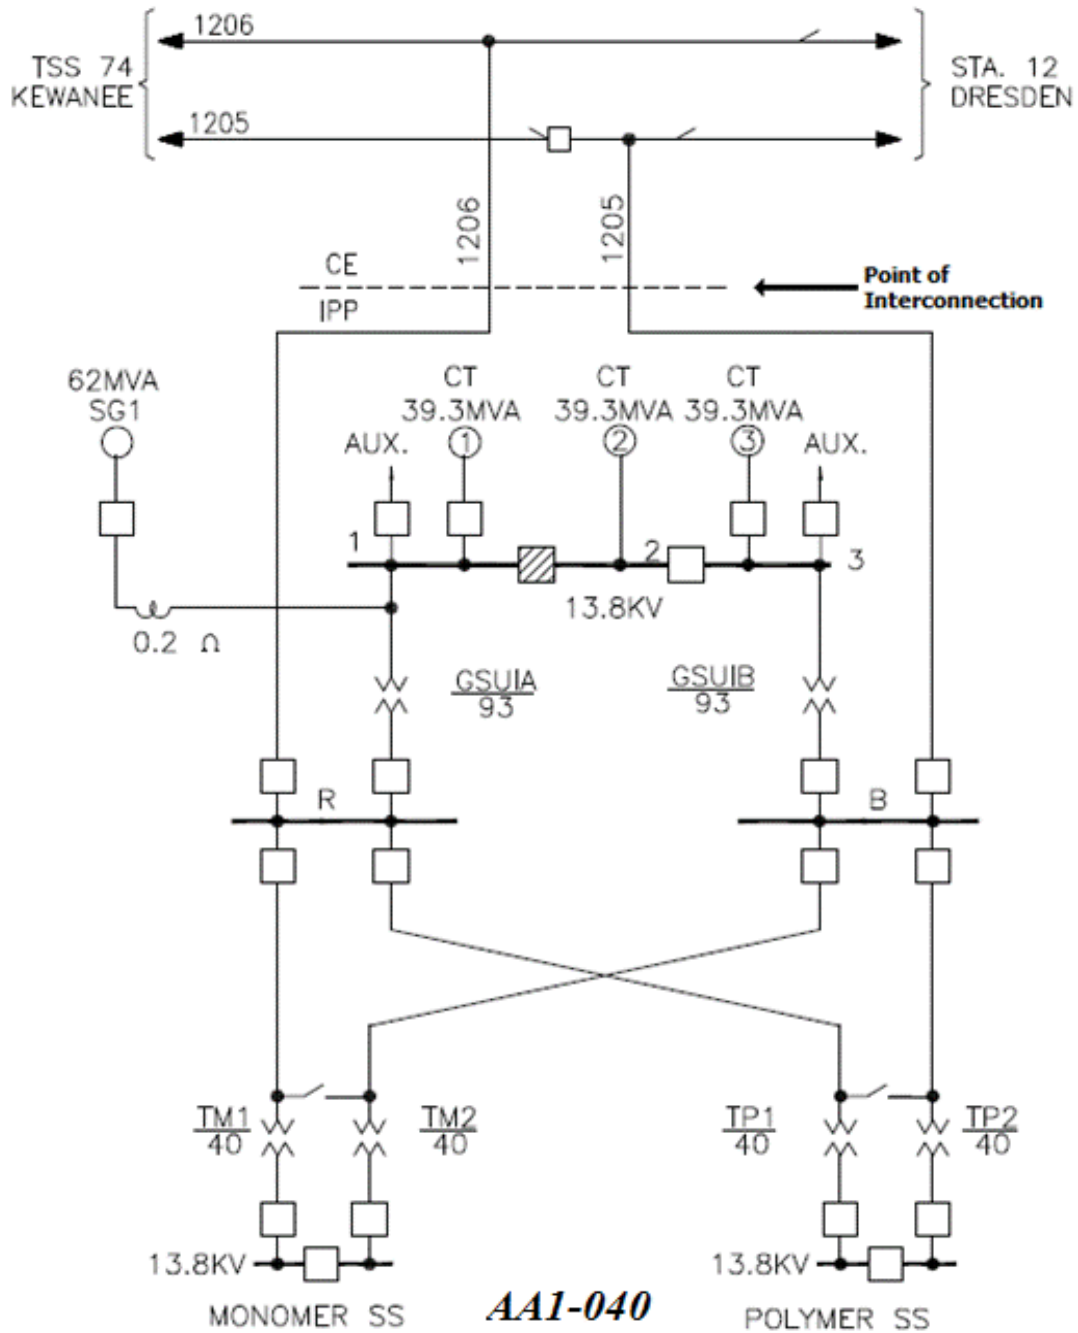 1206
TSS 74
KEWANEE
STA. 12
DRESDEN
1205
1206
1205
CE
IPP
Point of
Interconnection
62MVA
SG1
CT
39.3MVA
1
CT
39.3MVA
2
CT
39.3MVA
3
AUX.
AUX.
1
2
3
13.8KV
0.2 Ω
GSU1A
93
GSU1B
93
R
B
TM1
40
TM2
40
TP1
40
TP2
40
13.8KV
13.8KV
MONOMER SS
AA1-040
POLYMER SS